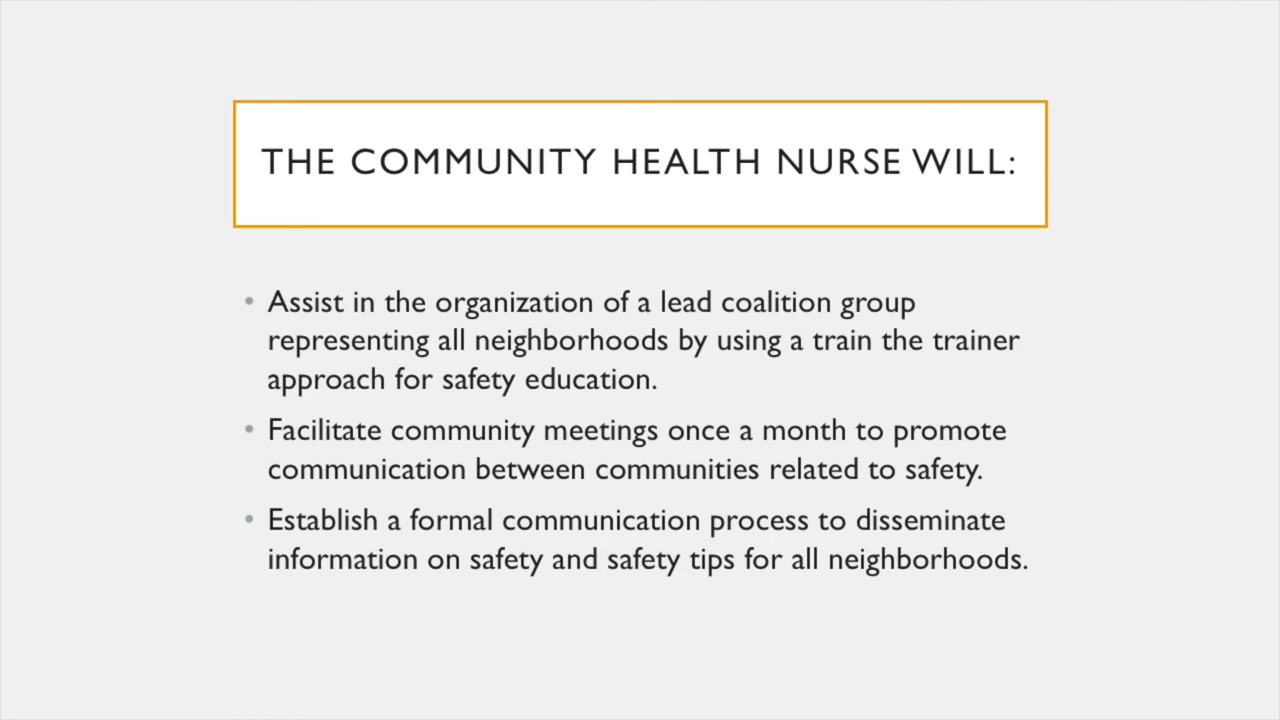 THE COMMUNITY HEALTH NURSE WILL:
• Assist in the organization of a lead coalition group
representing all neighborhoods by using a train the trainer
approach for safety education.
• Facilitate community meetings once a month to promote
communication between communities related to safety.
• Establish a formal communication process to disseminate
information on safety and safety tips for all neighborhoods.